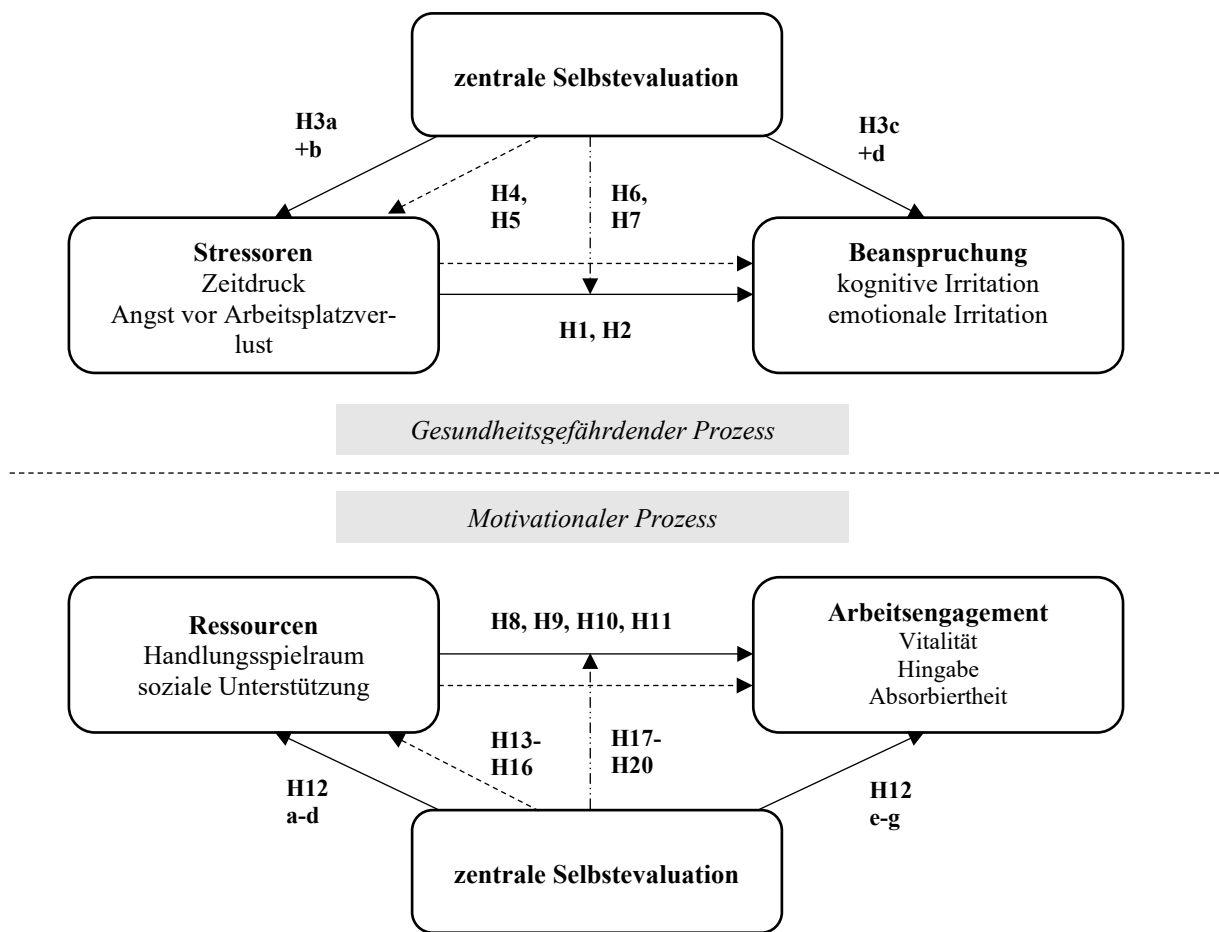 zentrale Selbstevaluation
H3a
+b
H3c
+d
H4,
H5
H6,
H7
Stressoren
Zeitdruck
Angst vor Arbeitsplatzver-
lust
Beanspruchung
kognitive Irritation
emotionale Irritation
H1, H2
Gesundheitsgefährdender Prozess
Motivationaler Prozess
Ressourcen
Handlungsspielraum
soziale Unterstützung
H8, H9, H10, H11
Arbeitsengagement
Vitalität
Hingabe
Absorbiertheit
H13-
H16
H17-
H20
H12
a-d
H12
e-g
zentrale Selbstevaluation